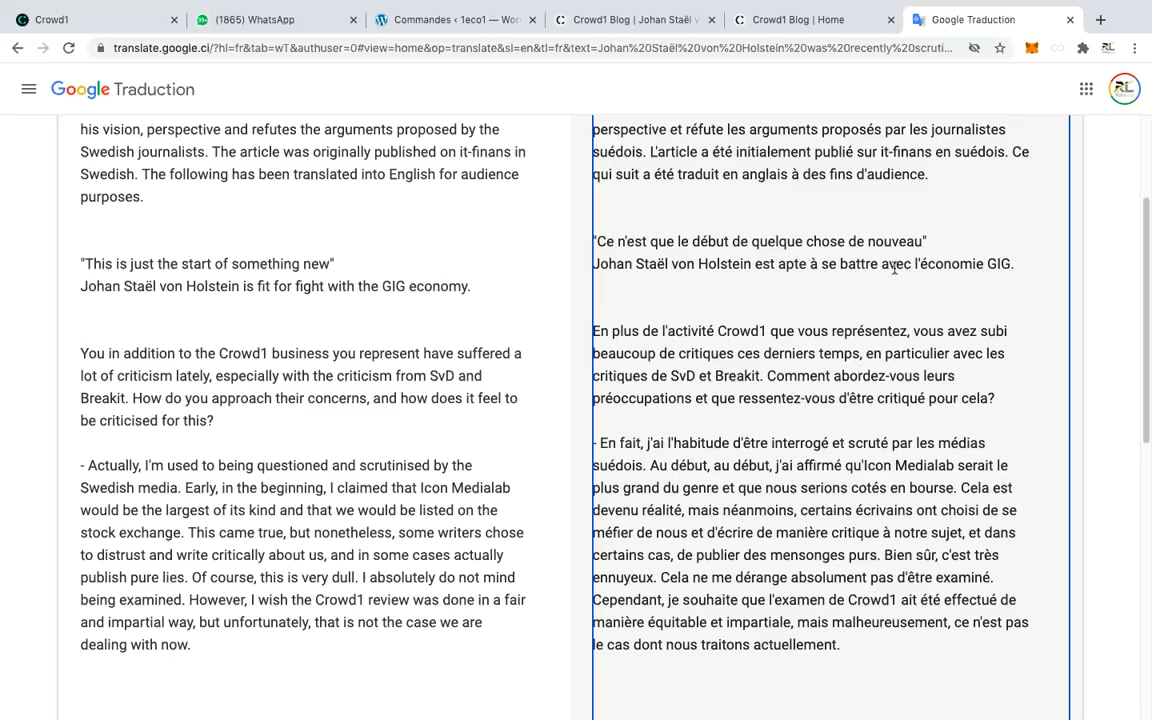 Crowd1
(1865) WhatsApp
Commandes ‹ 1eco1 — Wor
Crowd1 Blog | Johan Staël v
Crowd1 Blog | Home
Google Traduction
translate.google.ci/?hl=fr&tab=wT&authuser=0#view=home&op=translate&sl=en&tl=fr&text=Johan%20Staël%20von%20Holstein%20was%20recently%20scruti...
Google Traduction
his vision, perspective and refutes the arguments proposed by the
Swedish journalists. The article was originally published on it-finans in
Swedish. The following has been translated into English for audience
purposes.
"This is just the start of something new"
Johan Staël von Holstein is fit for fight with the GIG economy.
You in addition to the Crowd1 business you represent have suffered a
lot of criticism lately, especially with the criticism from SvD and
Breakit. How do you approach their concerns, and how does it feel to
be criticised for this?
- Actually, I'm used to being questioned and scrutinised by the
Swedish media. Early, in the beginning, I claimed that Icon Medialab
would be the largest of its kind and that we would be listed on the
stock exchange. This came true, but nonetheless, some writers chose
to distrust and write critically about us, and in some cases actually
publish pure lies. Of course, this is very dull. I absolutely do not mind
being examined. However, I wish the Crowd1 review was done in a fair
and impartial way, but unfortunately, that is not the case we are
dealing with now.
perspective et réfute les arguments proposés par les journalistes
suédois. L'article a été initialement publié sur it-finans en suédois. Ce
qui suit a été traduit en anglais à des fins d'audience.
"Ce n'est que le début de quelque chose de nouveau"
Johan Staël von Holstein est apte à se battre avec l'économie GIG.
En plus de l'activité Crowd1 que vous représentez, vous avez subi
beaucoup de critiques ces derniers temps, en particulier avec les
critiques de SvD et Breakit. Comment abordez-vous leurs
préoccupations et que ressentez-vous d'être critiqué pour cela?
- En fait, j'ai l'habitude d'être interrogé et scruté par les médias
suédois. Au début, au début, j'ai affirmé qu'Icon Medialab serait le
plus grand du genre et que nous serions cotés en bourse. Cela est
devenu réalité, mais néanmoins, certains écrivains ont choisi de se
méfier de nous et d'écrire de manière critique à notre sujet, et dans
certains cas, de publier des mensonges purs. Bien sûr, c'est très
ennuyeux. Cela ne me dérange absolument pas d'être examiné.
Cependant, je souhaite que l'examen de Crowd1 ait été effectué de
manière équitable et impartiale, mais malheureusement, ce n'est pas
le cas dont nous traitons actuellement.